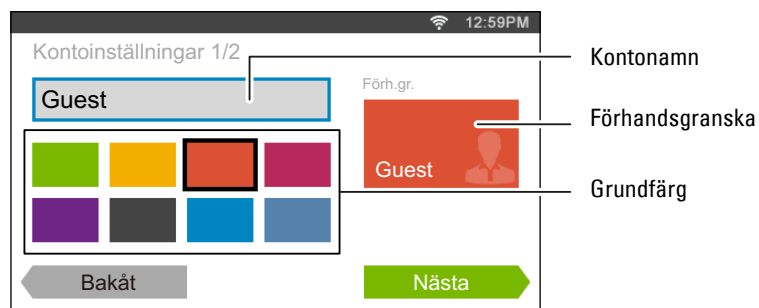 12:59PM
Kontoinställningar 1/2
Kontonamn
Förh.gr.
Guest
Förhandsgranska
Guest
Grundfärg
Bakåt
Nästa